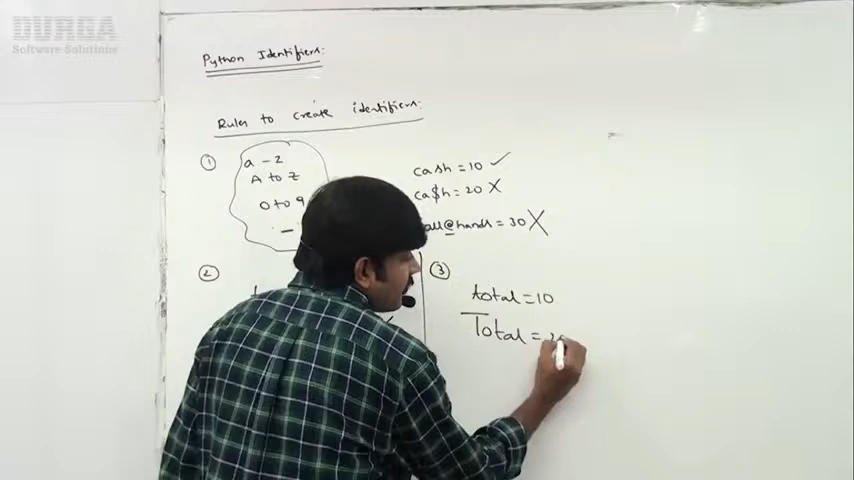 DURGA
Software Solutions
Python Identifiers:
Rules to create identifiers:
① a - z
A to Z
0 to 9
_
cash = 10 ✓
ca$h = 20 X
all@hands = 30 X
②
③
total = 10
Total =